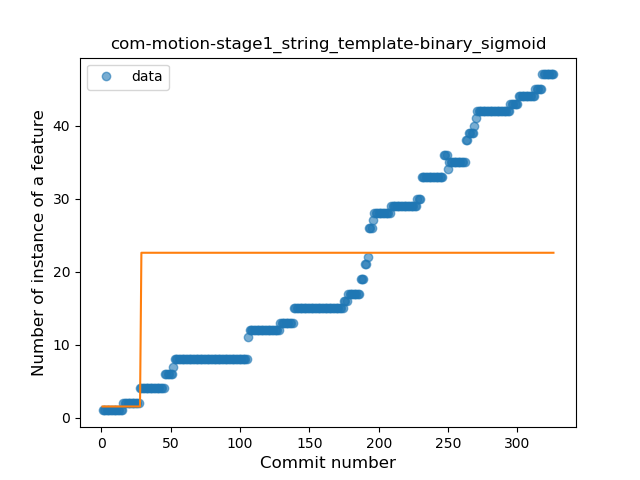 com-motion-stage1_string_template-binary_sigmoid
data
Number of instance of a feature
40
30
20
10
0
0 50 100 150 200 250 300
Commit number